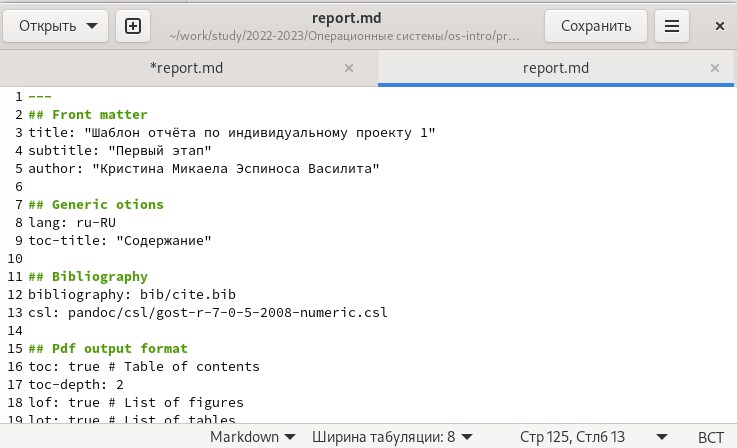 Открыть
report.md
~/work/study/2022-2023/Операционные системы/os-intro/pr…
Сохранить
*report.md
report.md
1 ---
2 ## Front matter
3 title: "Шаблон отчёта по индивидуальному проекту 1"
4 subtitle: "Первый этап"
5 author: "Кристина Микаела Эспиноса Василита"
6
7 ## Generic otions
8 lang: ru-RU
9 toc-title: "Содержание"
10
11 ## Bibliography
12 bibliography: bib/cite.bib
13 csl: pandoc/csl/gost-r-7-0-5-2008-numeric.csl
14
15 ## Pdf output format
16 toc: true # Table of contents
17 toc-depth: 2
18 lof: true # List of figures
19 lot: true # List of tables
Markdown Ширина табуляции: 8 Стр 125, Стлб 13 ВСТ